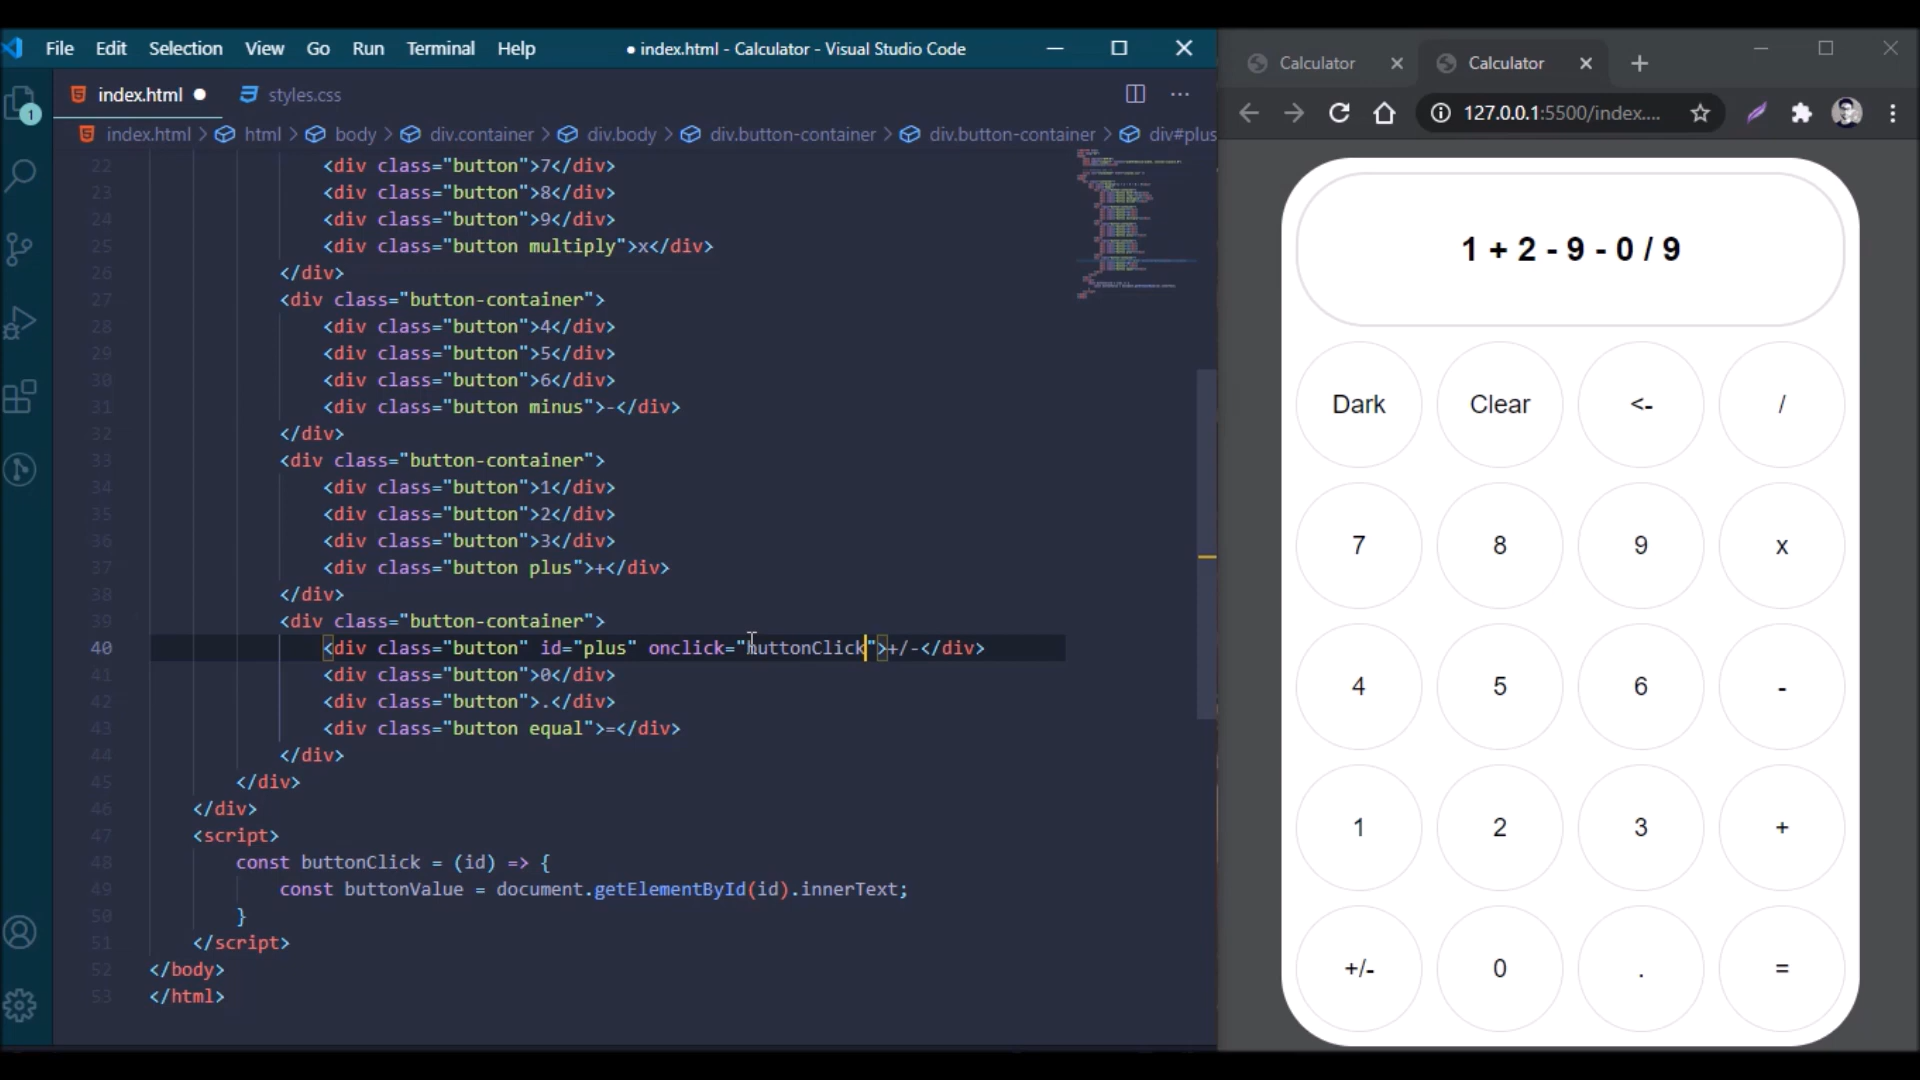 File Edit Selection View Go Run Terminal Help ● index.html - Calculator - Visual Studio Code
1
index.html ● styles.css
index.html > html > body > div.container > div.body > div.button-container > div.button-container > div#plus
22 <div class="button">7</div>
23 <div class="button">8</div>
24 <div class="button">9</div>
25 <div class="button multiply">x</div>
26 </div>
27 <div class="button-container">
28 <div class="button">4</div>
29 <div class="button">5</div>
30 <div class="button">6</div>
31 <div class="button minus">-</div>
32 </div>
33 <div class="button-container">
34 <div class="button">1</div>
35 <div class="button">2</div>
36 <div class="button">3</div>
37 <div class="button plus">+</div>
38 </div>
39 <div class="button-container">
40 <div class="button" id="plus" onclick="buttonClick">+/-</div>
41 <div class="button">0</div>
42 <div class="button">.</div>
43 <div class="button equal">=</div>
44 </div>
45 </div>
46 </div>
47 <script>
48 const buttonClick = (id) => {
49 const buttonValue = document.getElementById(id).innerText;
50 }
51 </script>
52 </body>
53 </html>
Calculator Calculator
127.0.0.1:5500/index....
1 + 2 - 9 - 0 / 9
Dark Clear <- /
7 8 9 x
4 5 6 -
1 2 3 +
+/- 0 . =